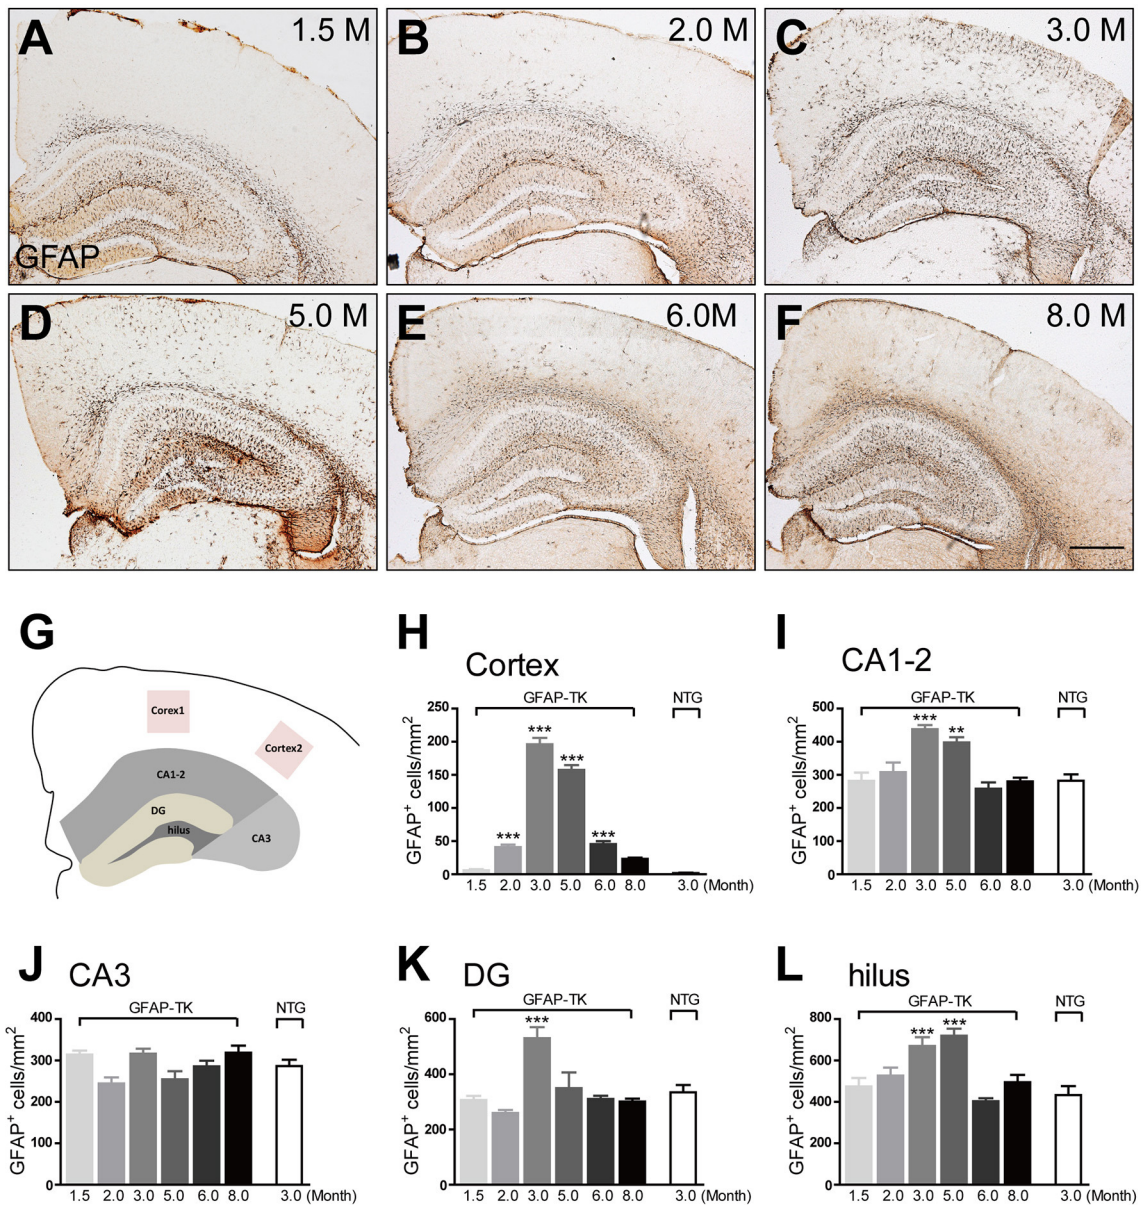 A 1.5 M
B 2.0 M
C 3.0 M
GFAP
D 5.0 M
E 6.0M
F 8.0 M
G
Corex1
Cortex2
CA1-2
DG
hilus
CA3
H
Cortex
GFAP-TK NTG
GFAP+ cells/mm2
250
200
150
100
50
0
*** *** *** ***
1.5 2.0 3.0 5.0 6.0 8.0 3.0 (Month)
I
CA1-2
GFAP-TK NTG
GFAP+ cells/mm2
500
400
300
200
100
0
*** **
1.5 2.0 3.0 5.0 6.0 8.0 3.0 (Month)
J CA3
GFAP-TK NTG
GFAP+ cells/mm2
400
300
200
100
0
1.5 2.0 3.0 5.0 6.0 8.0 3.0 (Month)
K DG
GFAP-TK NTG
GFAP+ cells/mm2
600
400
200
0
***
1.5 2.0 3.0 5.0 6.0 8.0 3.0 (Month)
L hilus
GFAP-TK NTG
GFAP+ cells/mm2
800
600
400
200
0
*** ***
1.5 2.0 3.0 5.0 6.0 8.0 3.0 (Month)